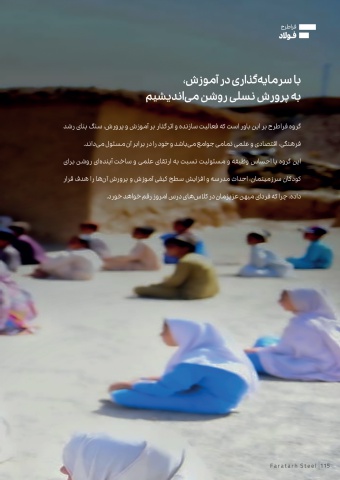 فراطرح
فـولاد
با سرمایه‌گذاری در آموزش،
به پرورش نسلی روشن می‌اندیشیم
گروه فراطرح بر این باور است که فعالیت سازنده و اثرگذار بر آموزش و پرورش، سنگ بنای رشد
فرهنگی، اقتصادی و علمی تمامی جوامع می‌باشد و خود را در برابر آن مسئول می‌داند.
این گروه با احساس وظیفه و مسئولیت نسبت به ارتقای علمی و ساخت آینده‌ای روشن برای
کودکان سرزمینمان، احداث مدرسه و افزایش سطح کیفی آموزش و پرورش آن‌ها را هدف قرار
داده، چرا که فردای میهن عزیزمان در کلاس‌های درس امروز رقم خواهد خورد.
Faratarh Steel | 119